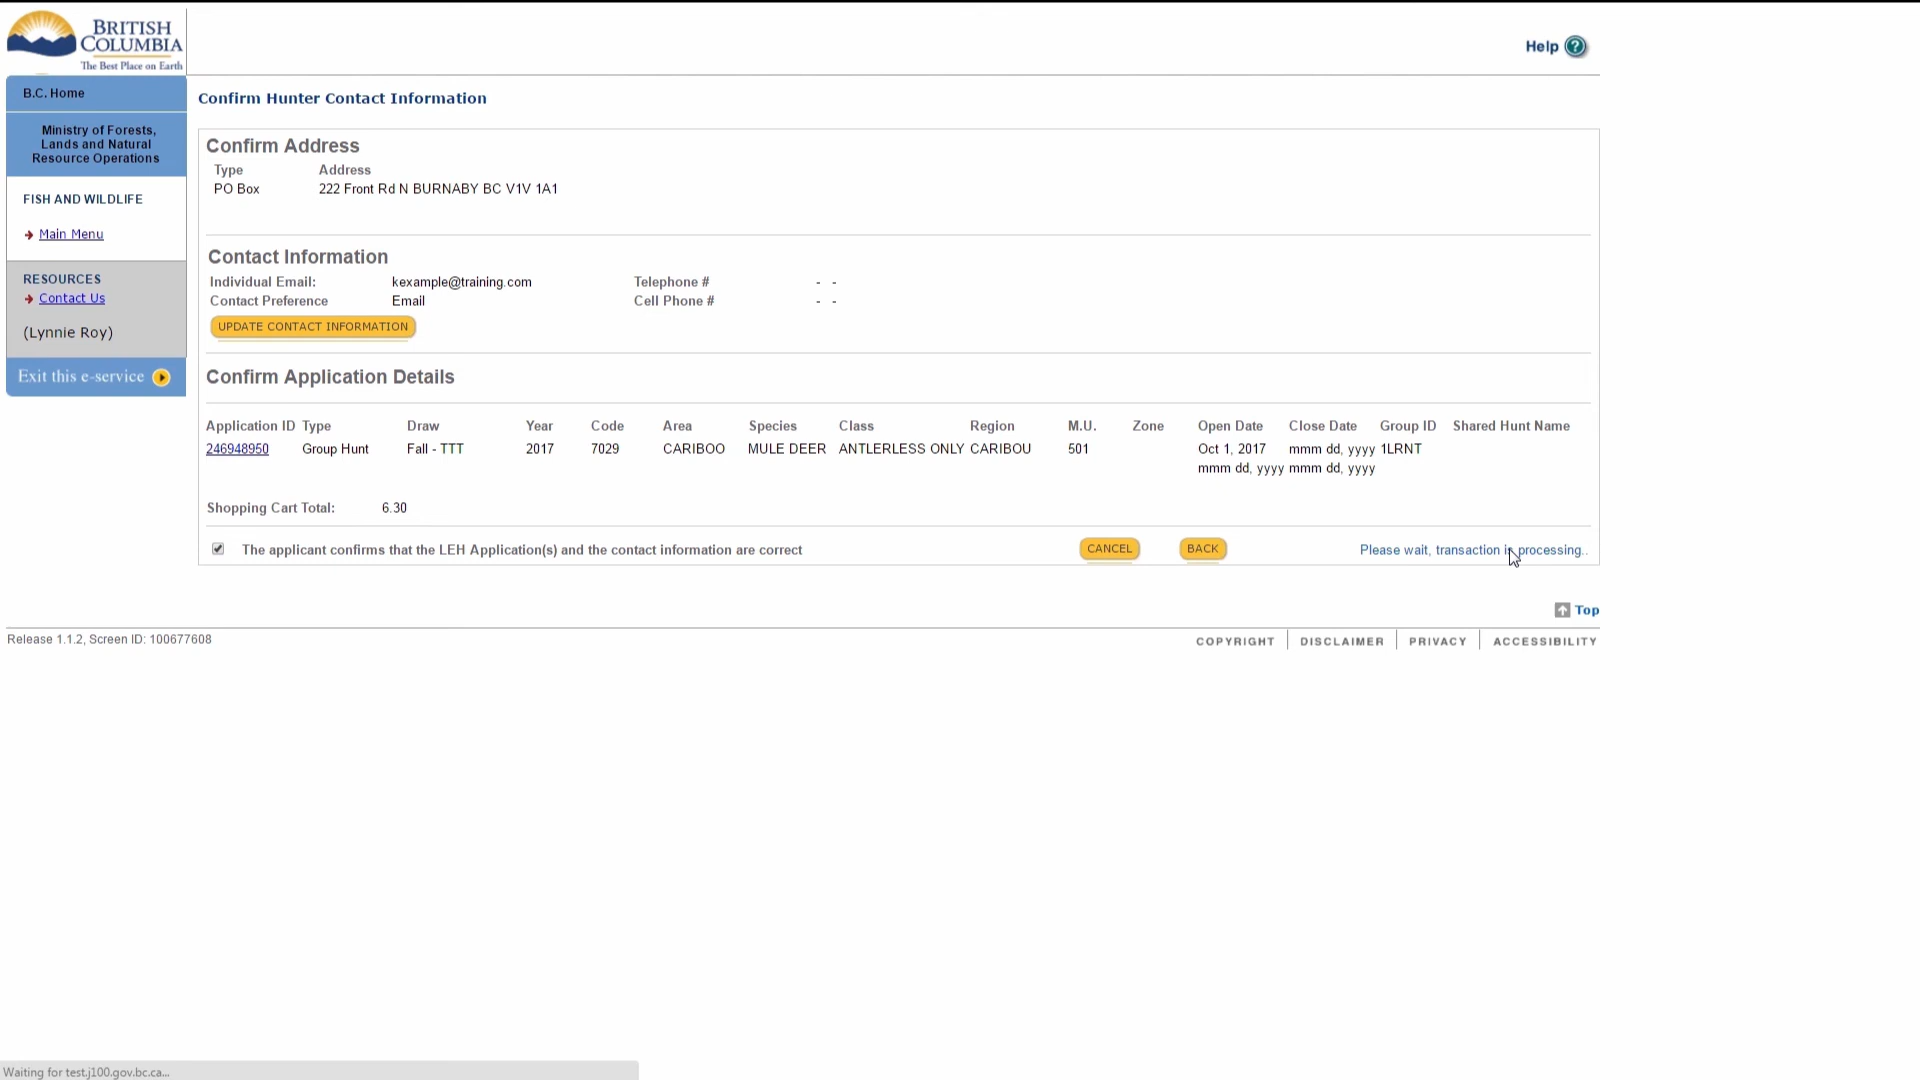 BRITISH
COLUMBIA
The Best Place on Earth
Help ?
B.C. Home
Ministry of Forests,
Lands and Natural
Resource Operations
FISH AND WILDLIFE
Main Menu
RESOURCES
Contact Us
(Lynnie Roy)
Exit this e-service
Confirm Hunter Contact Information
Confirm Address
Type Address
PO Box 222 Front Rd N BURNABY BC V1V 1A1
Contact Information
Individual Email: kexample@training.com Telephone # - -
Contact Preference Email Cell Phone # - -
UPDATE CONTACT INFORMATION
Confirm Application Details
Application ID Type Draw Year Code Area Species Class Region M.U. Zone Open Date Close Date Group ID Shared Hunt Name
246948950 Group Hunt Fall - TTT 2017 7029 CARIBOO MULE DEER ANTLERLESS ONLY CARIBOU 501 Oct 1, 2017 mmm dd, yyyy 1LRNT
mmm dd, yyyy mmm dd, yyyy
Shopping Cart Total: 6.30
The applicant confirms that the LEH Application(s) and the contact information are correct CANCEL BACK Please wait, transaction is processing..
Top
Release 1.1.2, Screen ID: 100677608
COPYRIGHT DISCLAIMER PRIVACY ACCESSIBILITY
Waiting for test.j100.gov.bc.ca...